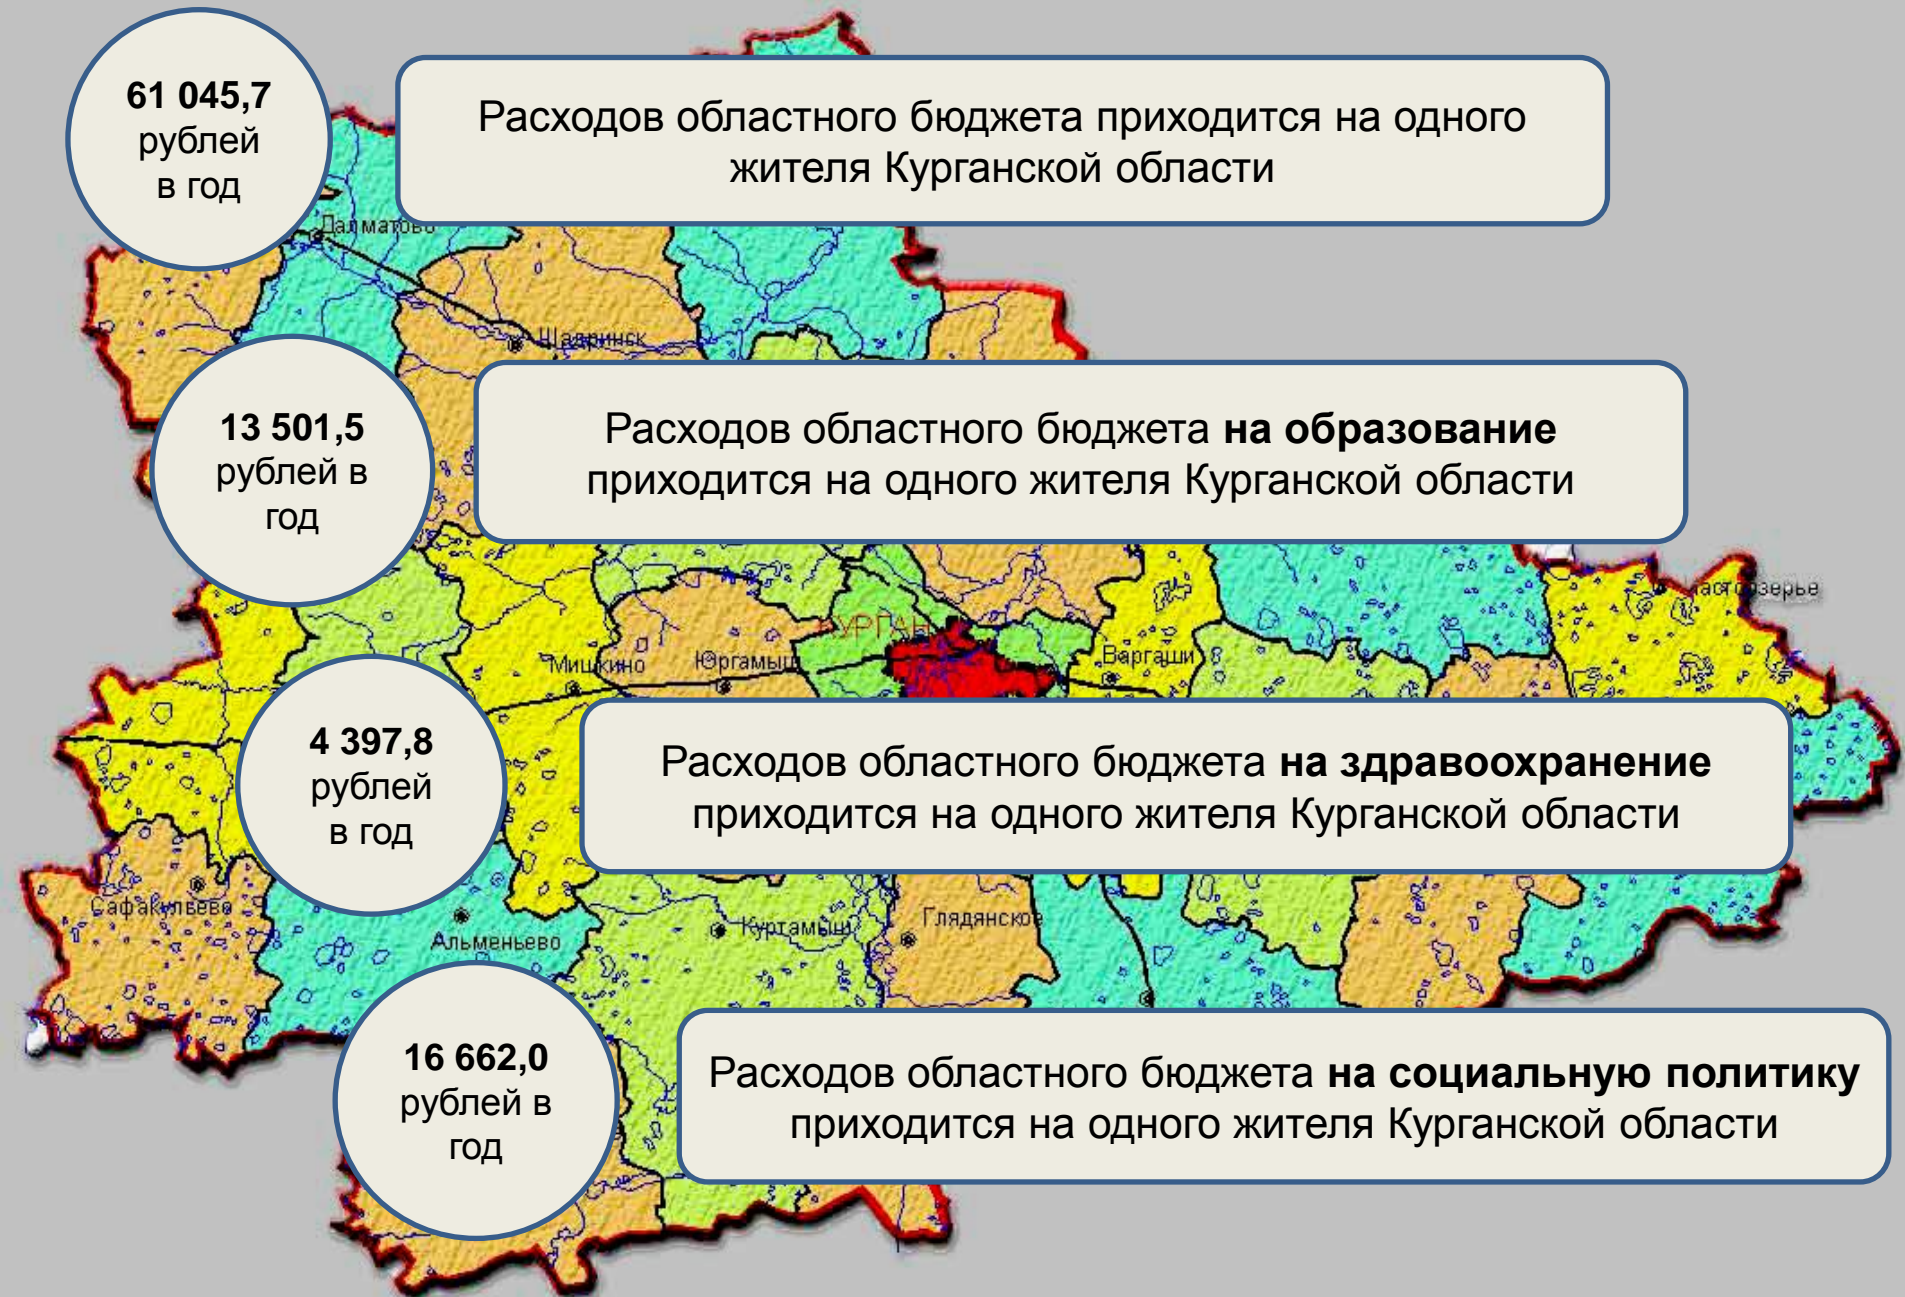 61 045,7
рублей
в год
Расходов областного бюджета приходится на одного
жителя Курганской области
Далматово
Шадринск
13 501,5
рублей в
год
Расходов областного бюджета на образование
приходится на одного жителя Курганской области
КУРГАН
Мишкино
Юргамыш
Варгаши
4 397,8
рублей
в год
Расходов областного бюджета на здравоохранение
приходится на одного жителя Курганской области
Сафакульево
Альменьево
Куртамыш
Глядянское
16 662,0
рублей в
год
Расходов областного бюджета на социальную политику
приходится на одного жителя Курганской области